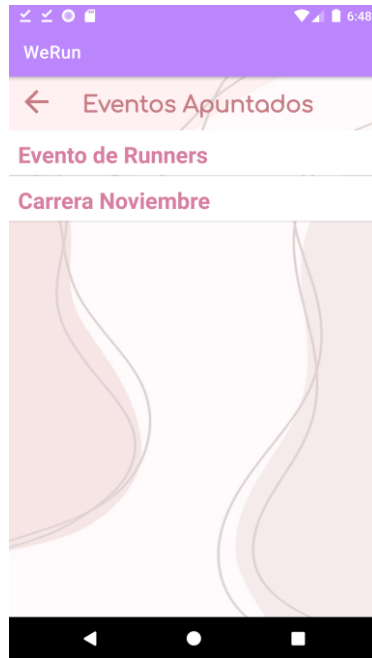 6:48
WeRun
Eventos Apuntados
Evento de Runners
Carrera Noviembre